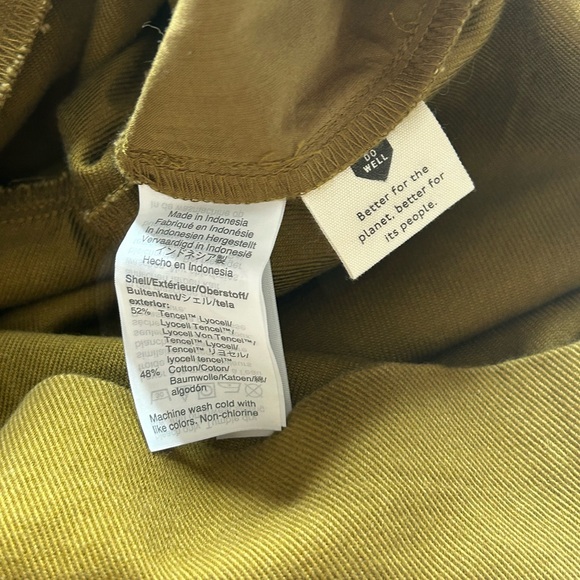 Made in Indonesia
Fabriqué en Indonésie
In Indonesien Hergestellt
Vervaardigd in Indonesië
インドネシア製
Hecho en Indonesia
Shell/Extérieur/Oberstoff/
Buitenkant/シェル/tela
exterior:
52% Tencel™ Lyocell/
Lyocell Tencel™/
Lyocell Von Tencel™/
Tencel™ Lyocell/
Tencel™ リヨセル/
lyocell tencel™
48% Cotton/Coton/
Baumwolle/Katoen/綿/
algodón
Machine wash cold with
like colors. Non-chlorine
DO
WELL
Better for the
planet, better for
its people.